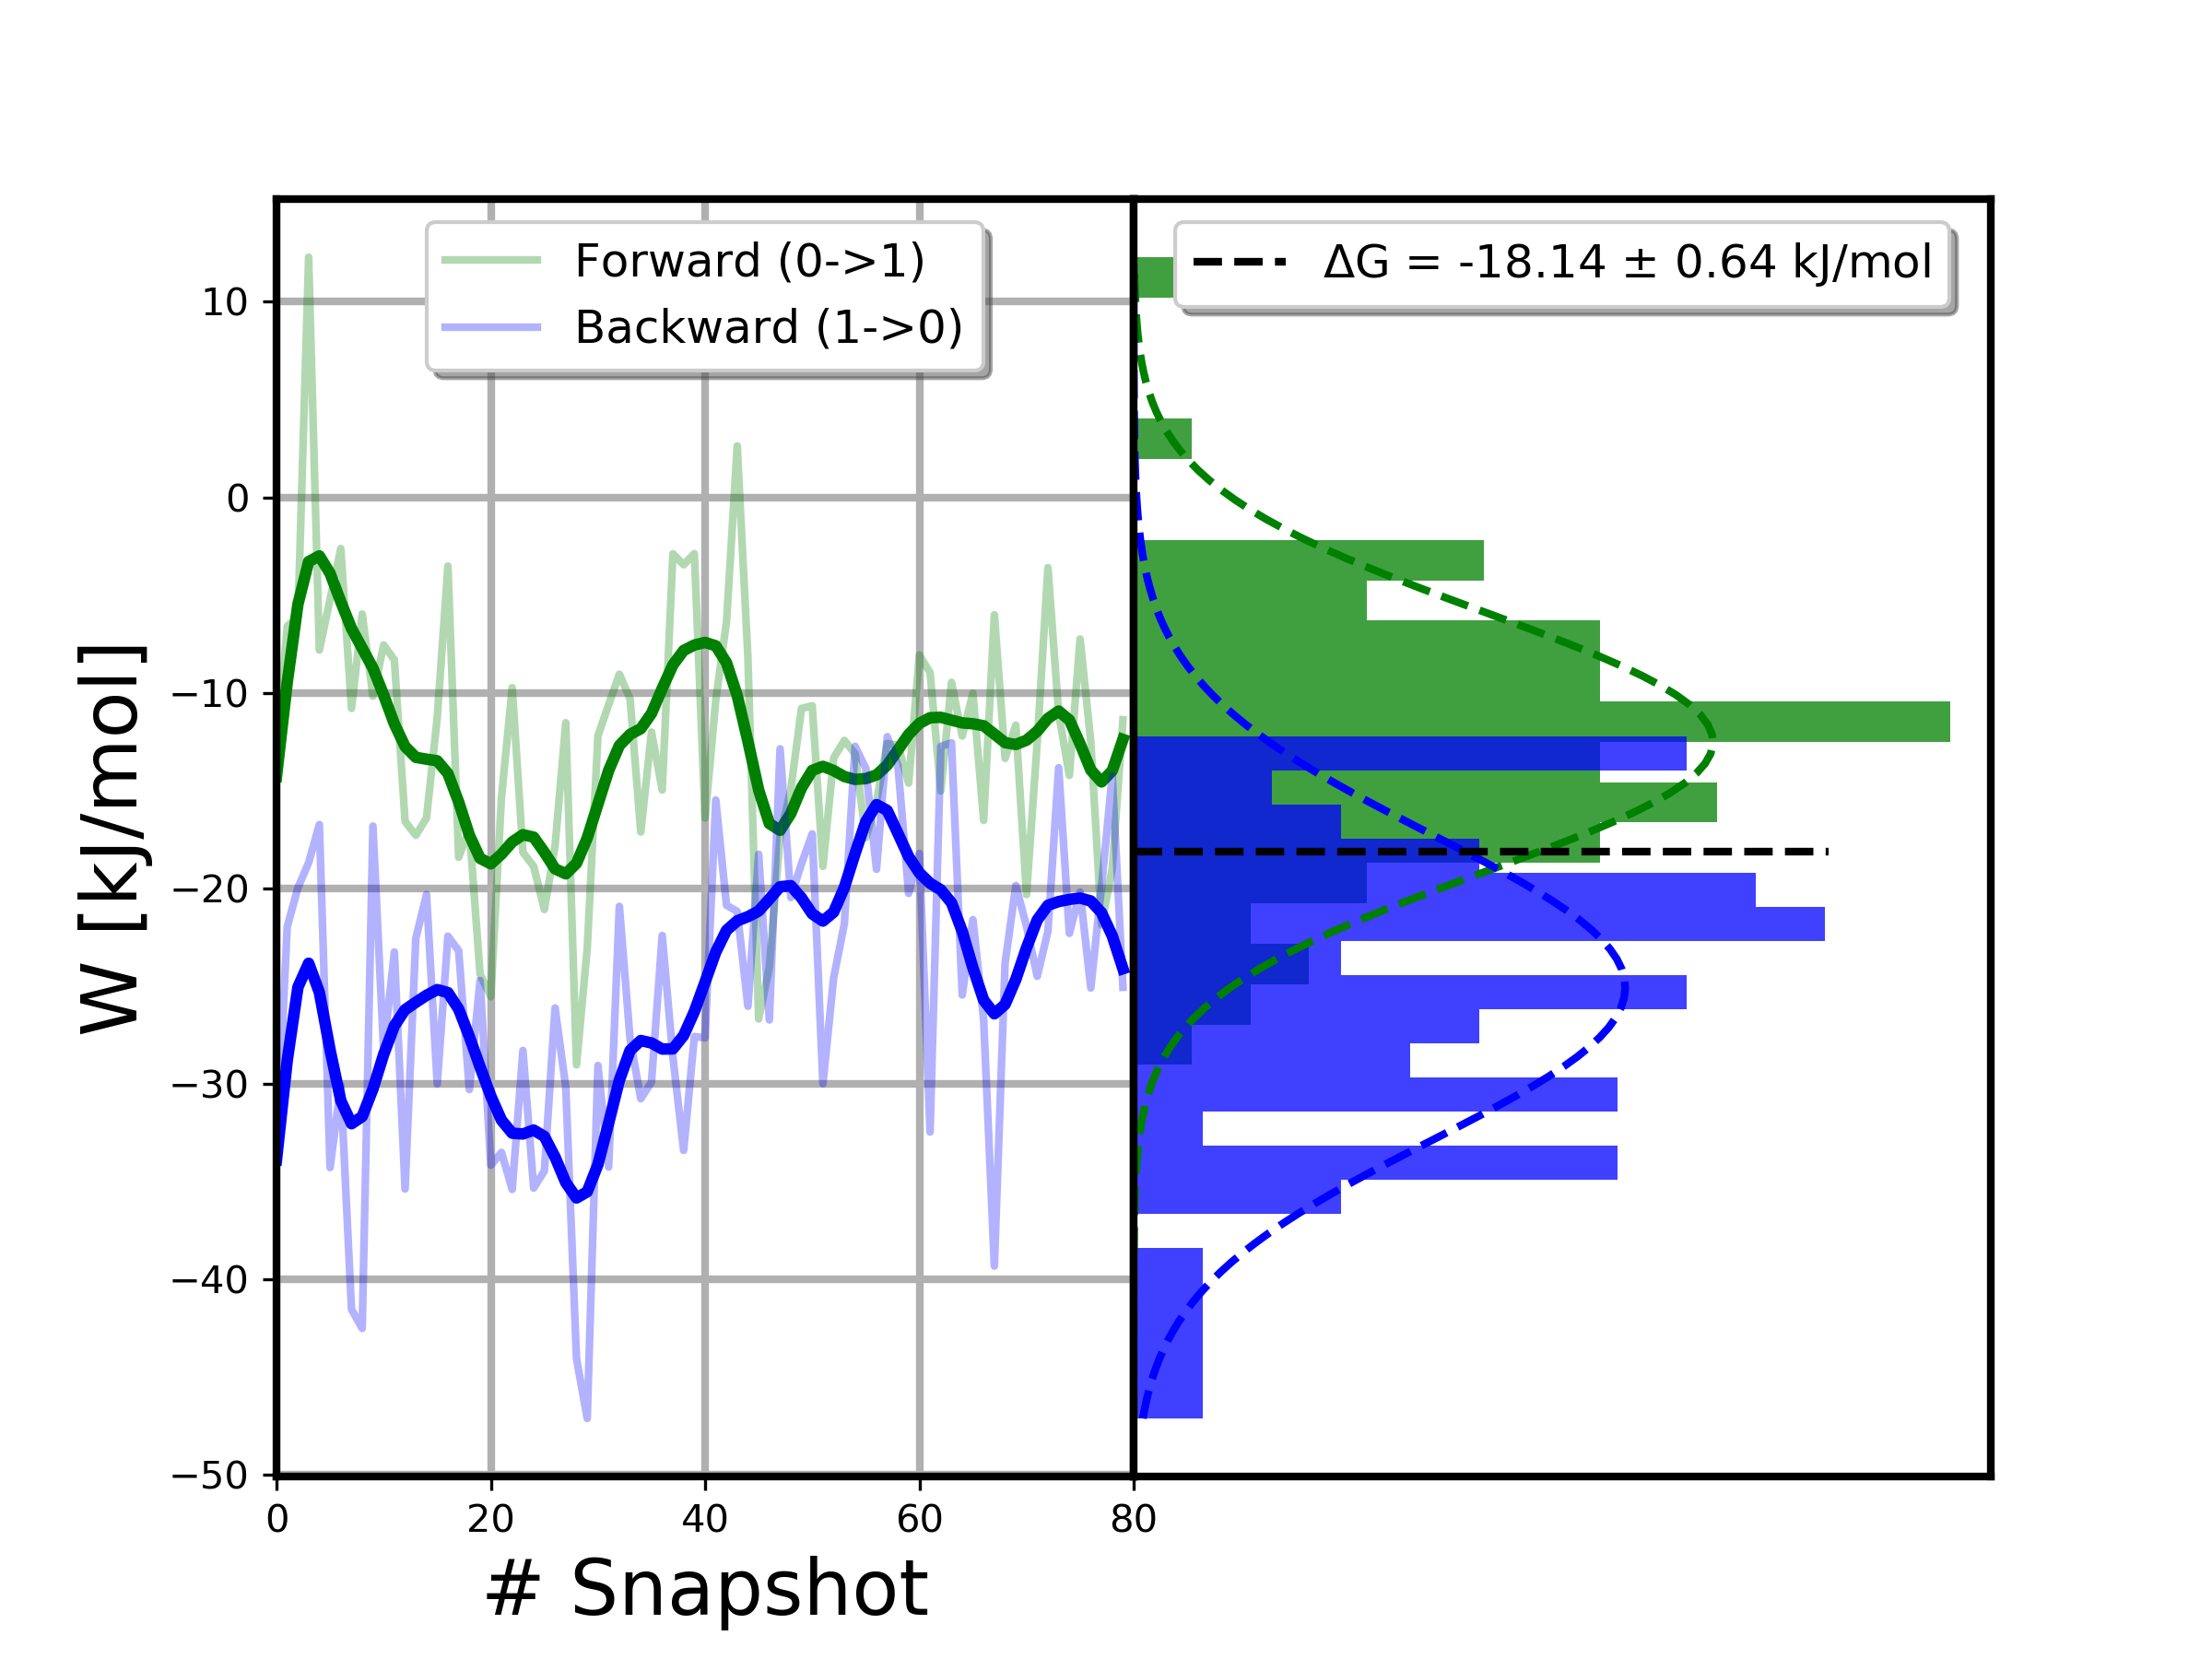 Forward (0->1)
Backward (1->0)
ΔG = -18.14 ± 0.64 kJ/mol
W [kJ/mol]
10
0
−10
−20
−30
−40
−50
0 20 40 60 80
# Snapshot